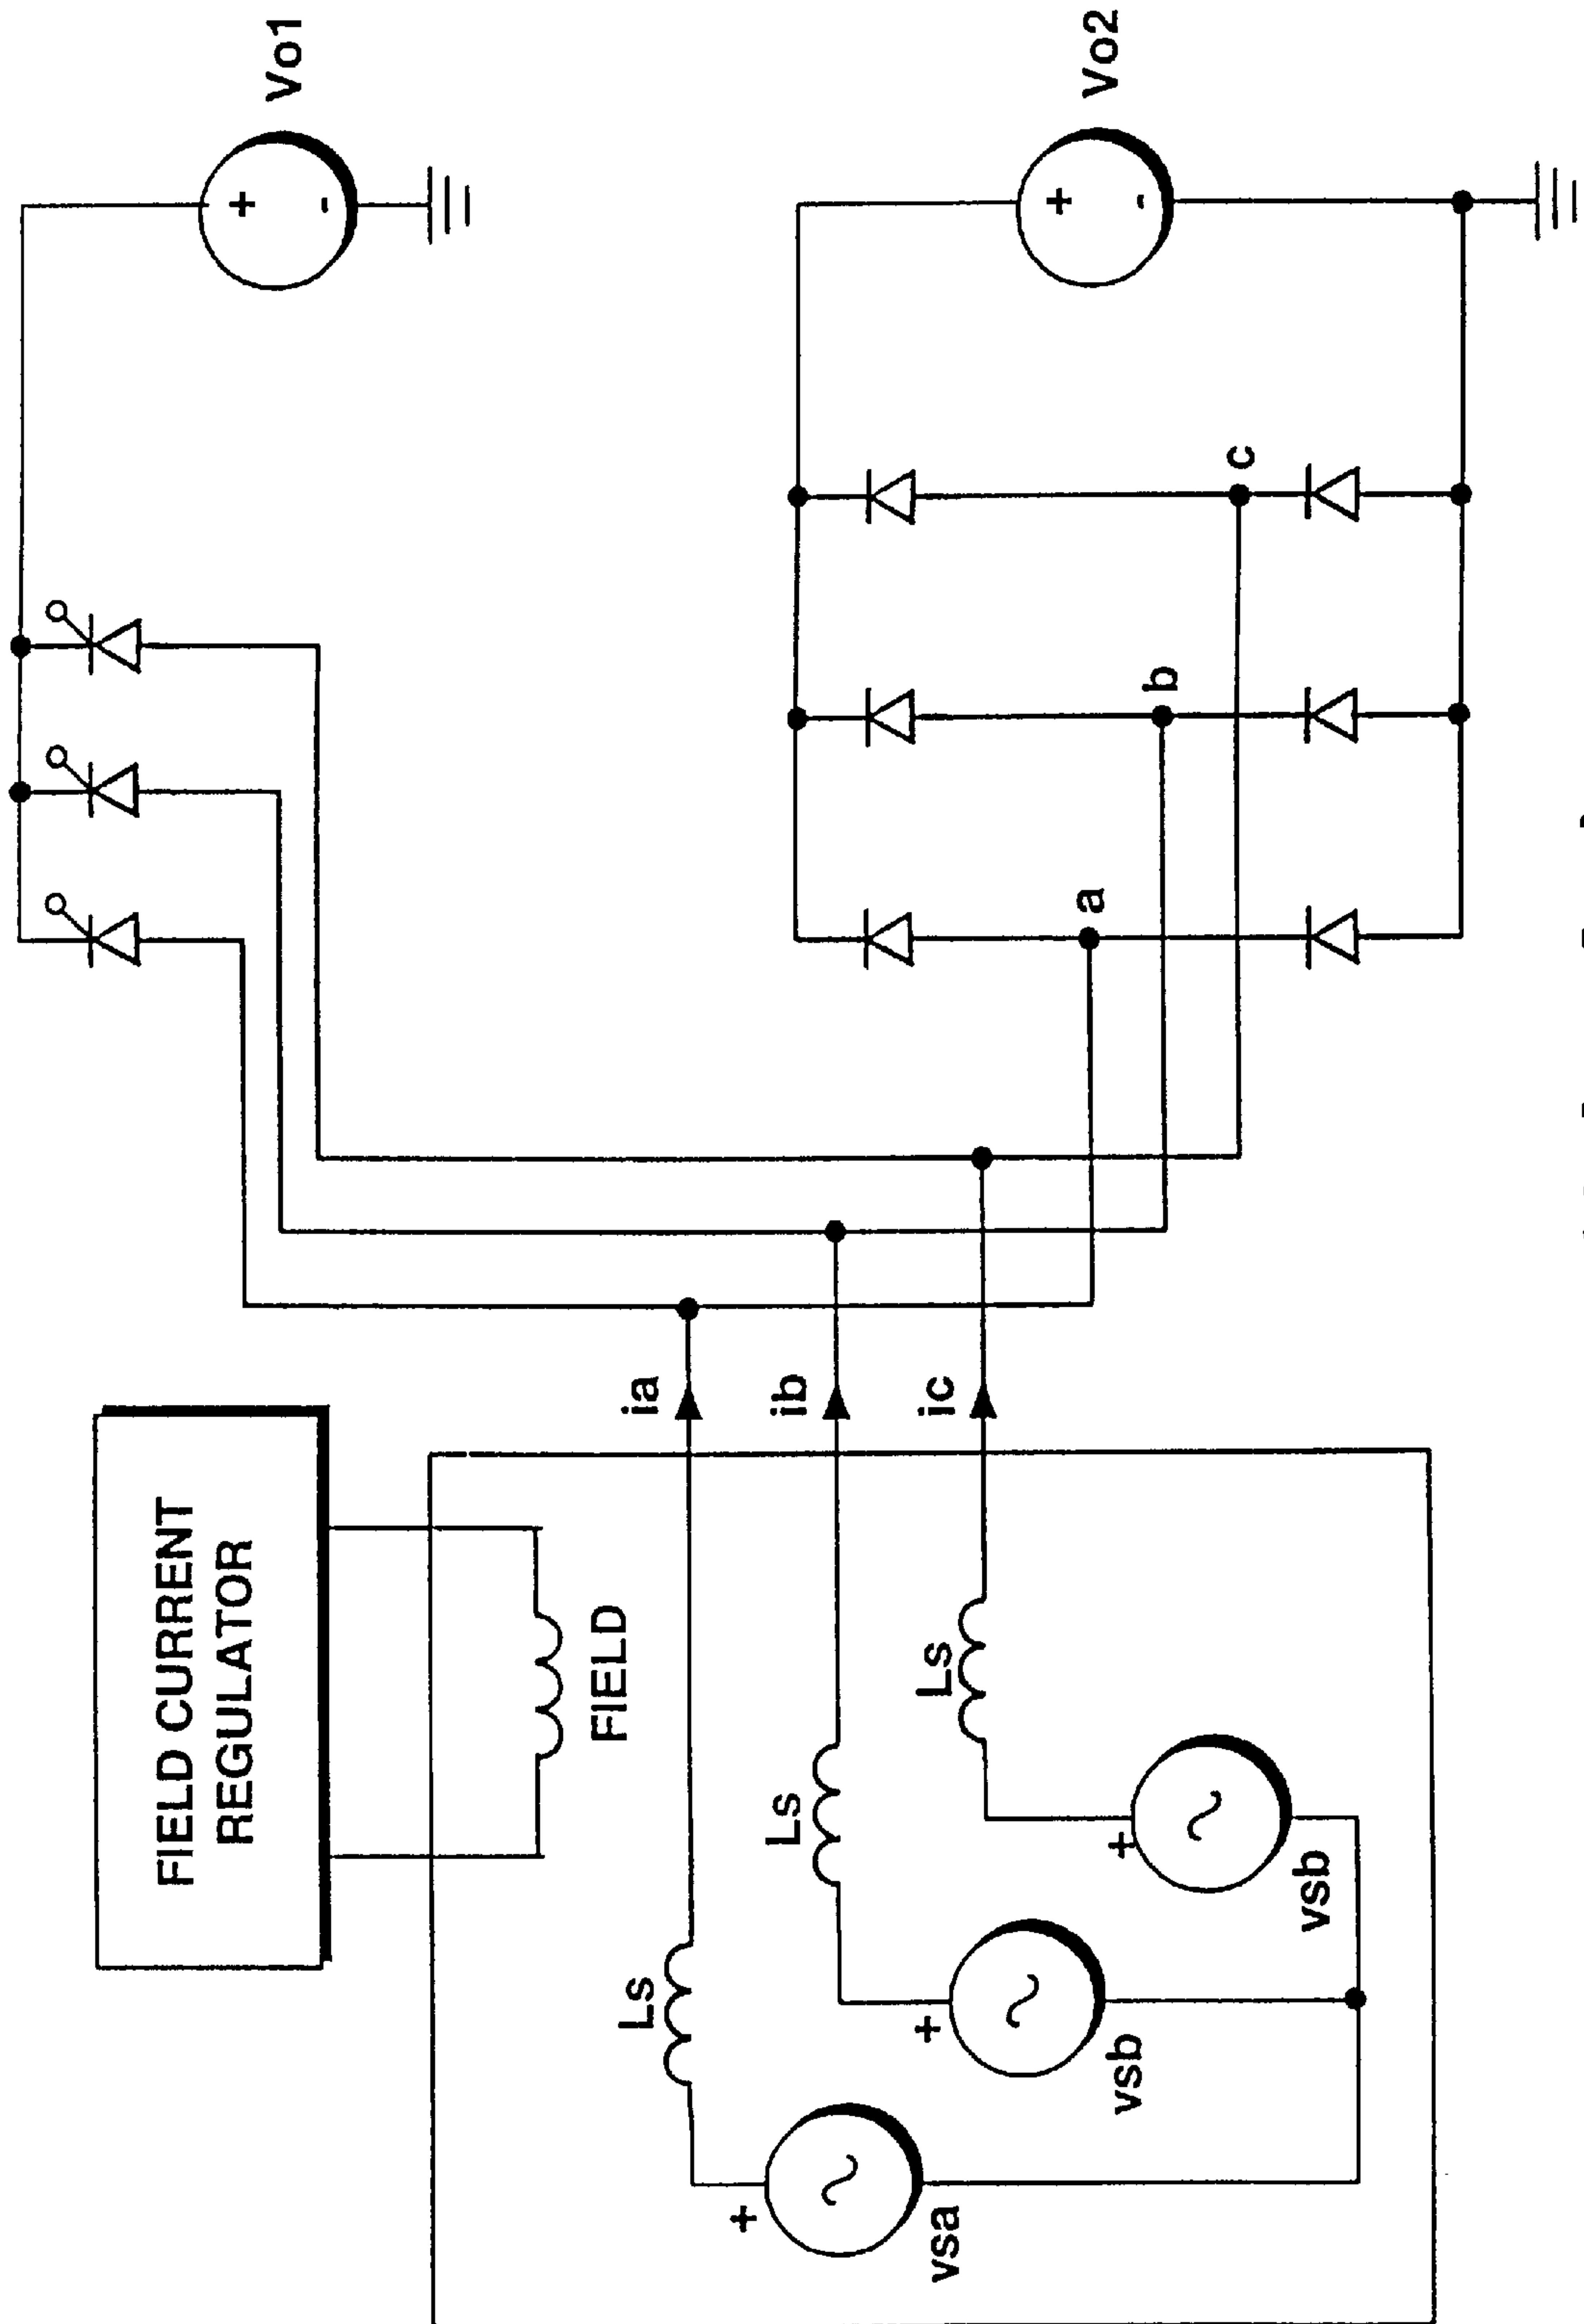 FIELD CURRENT
REGULATOR
+
-
Vo1
FIELD
Ls
ia
Ls
ib
Ls
ic
+
vsa
+
vsb
+
vsb
a
b
c
+
-
Vo2